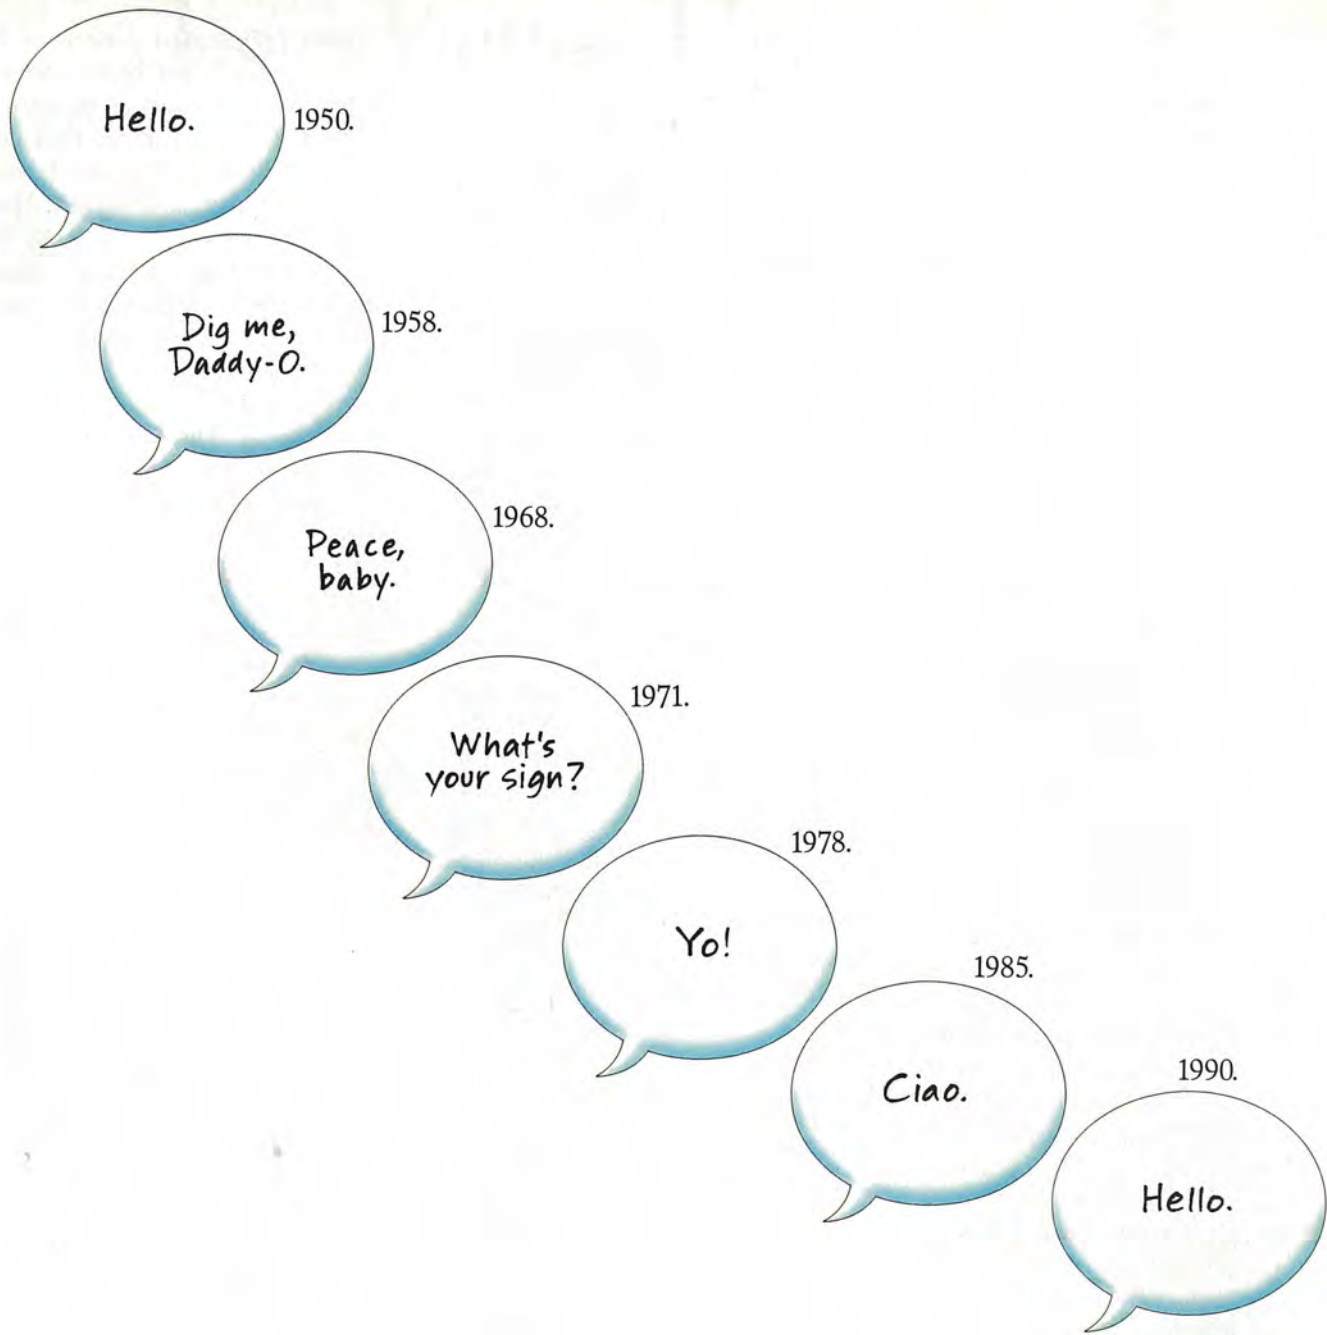 Hello.
1950.
Dig me,
Daddy-O.
1958.
Peace,
baby.
1968.
What's
your sign?
1971.
Yo!
1978.
Ciao.
1985.
Hello.
1990.